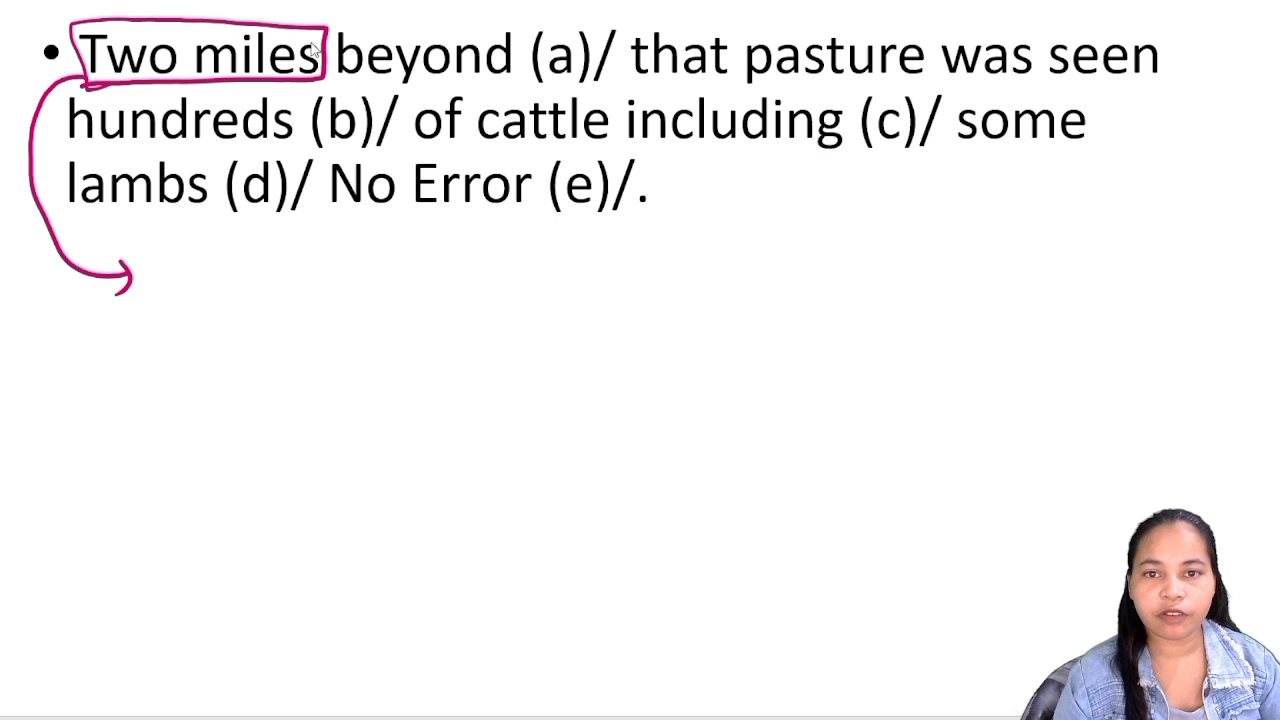 • Two miles beyond (a)/ that pasture was seen
hundreds (b)/ of cattle including (c)/ some
lambs (d)/ No Error (e)/.